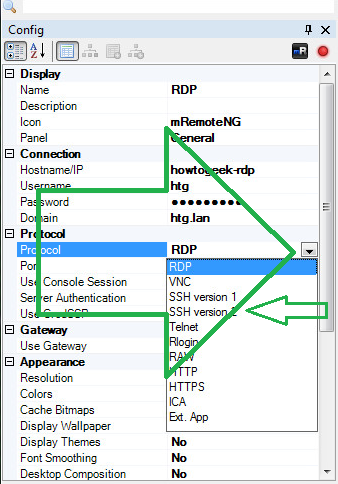 Config
A
Z
R
Display
Name RDP
Description
Icon mRemoteNG
Panel General
Connection
Hostname/IP howtogeek-rdp
Username htg
Password ●●●●●●●●●
Domain htg.lan
Protocol
Protocol RDP
Port
RDP
VNC
Use Console Session
SSH version 1
Server Authentication
SSH version 2
Use CredSSP
Telnet
Gateway
Rlogin
Use Gateway
RAW
Appearance
HTTP
Resolution
HTTPS
Colors
ICA
Cache Bitmaps
Ext. App
Display Wallpaper
Display Themes No
Font Smoothing No
Desktop Composition No